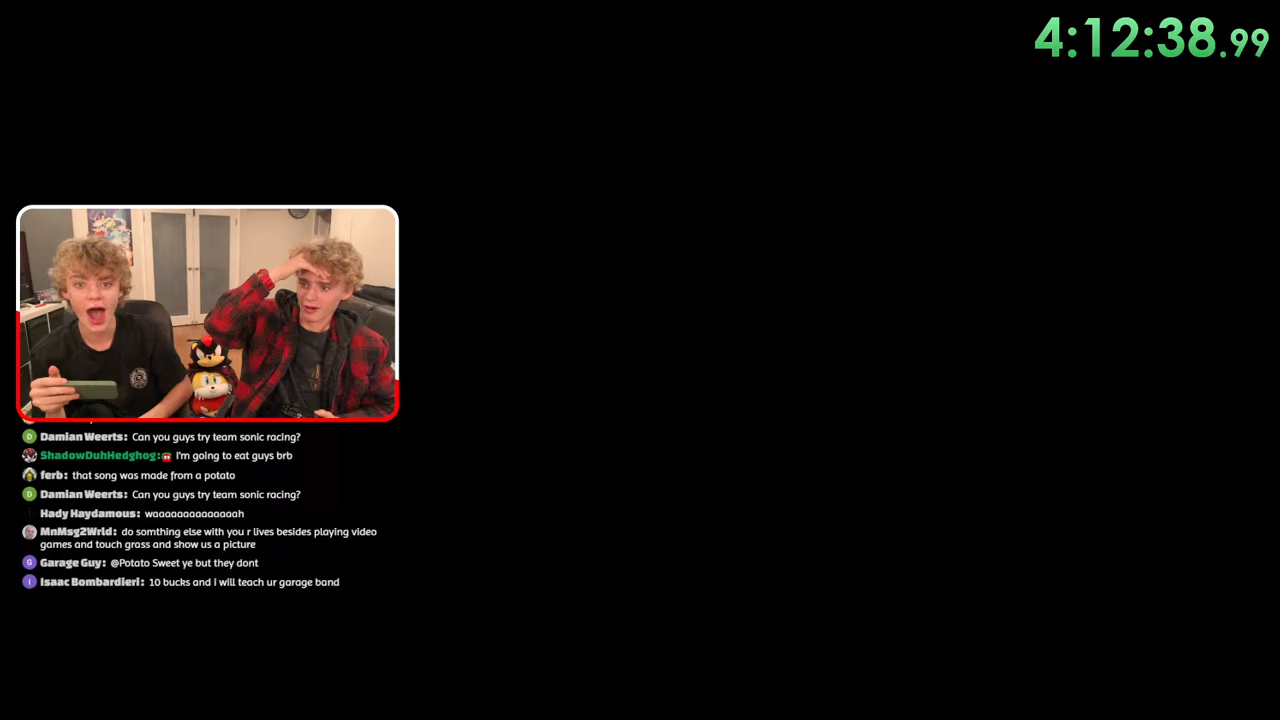 4:12:38.99
Damian Weerts: Can you guys try team sonic racing?
ShadowDuhHedghog: I'm going to eat guys brb
ferb: that song was made from a potato
Damian Weerts: Can you guys try team sonic racing?
Hady Haydamous: waaaaaaaaaaaaaah
MnMsg2Wrld: do somthing else with you r lives besides playing video
games and touch grass and show us a picture
Garage Guy: @Potato Sweet ye but they dont
Isaac Bombardieri: 10 bucks and i will teach ur garage band